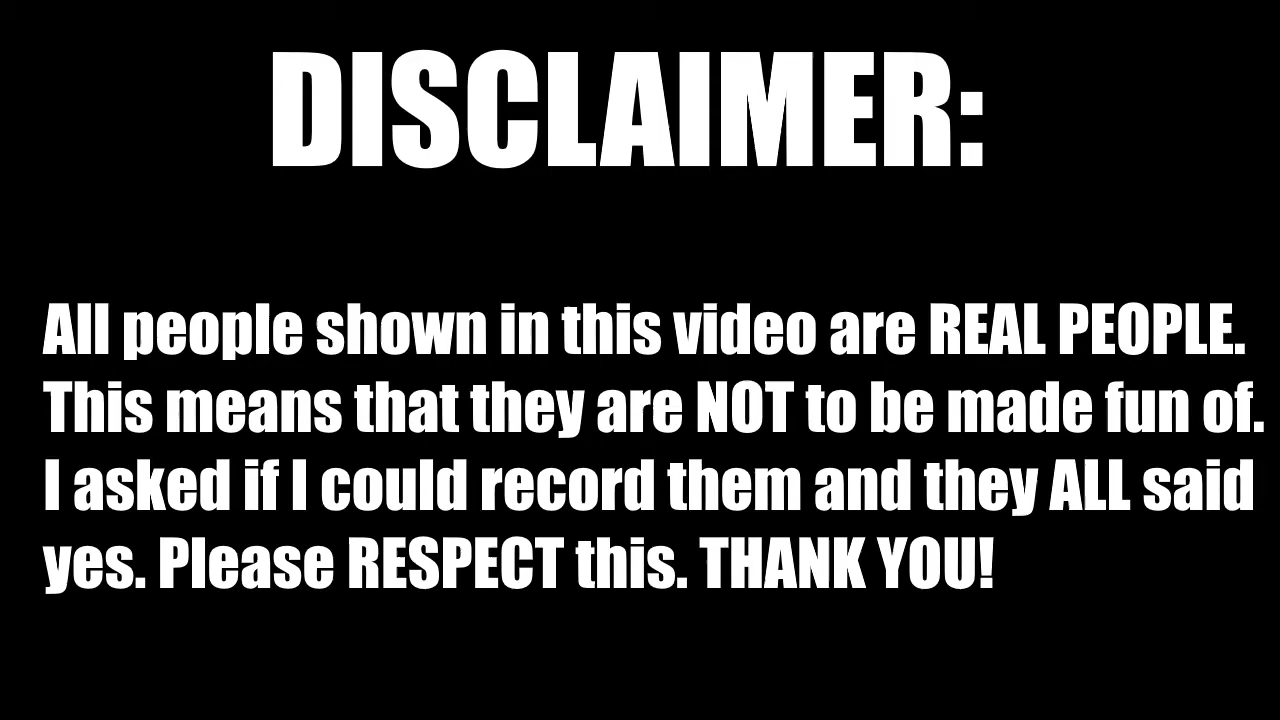 DISCLAIMER:
All people shown in this video are REAL PEOPLE.
This means that they are NOT to be made fun of.
I asked if I could record them and they ALL said
yes. Please RESPECT this. THANK YOU!